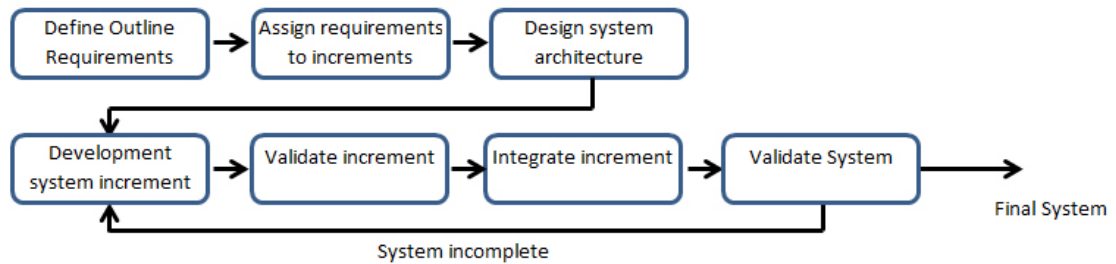 Define Outline
Requirements
Assign requirements
to increments
Design system
architecture
Development
system increment
Validate increment
Integrate increment
Validate System
Final System
System incomplete